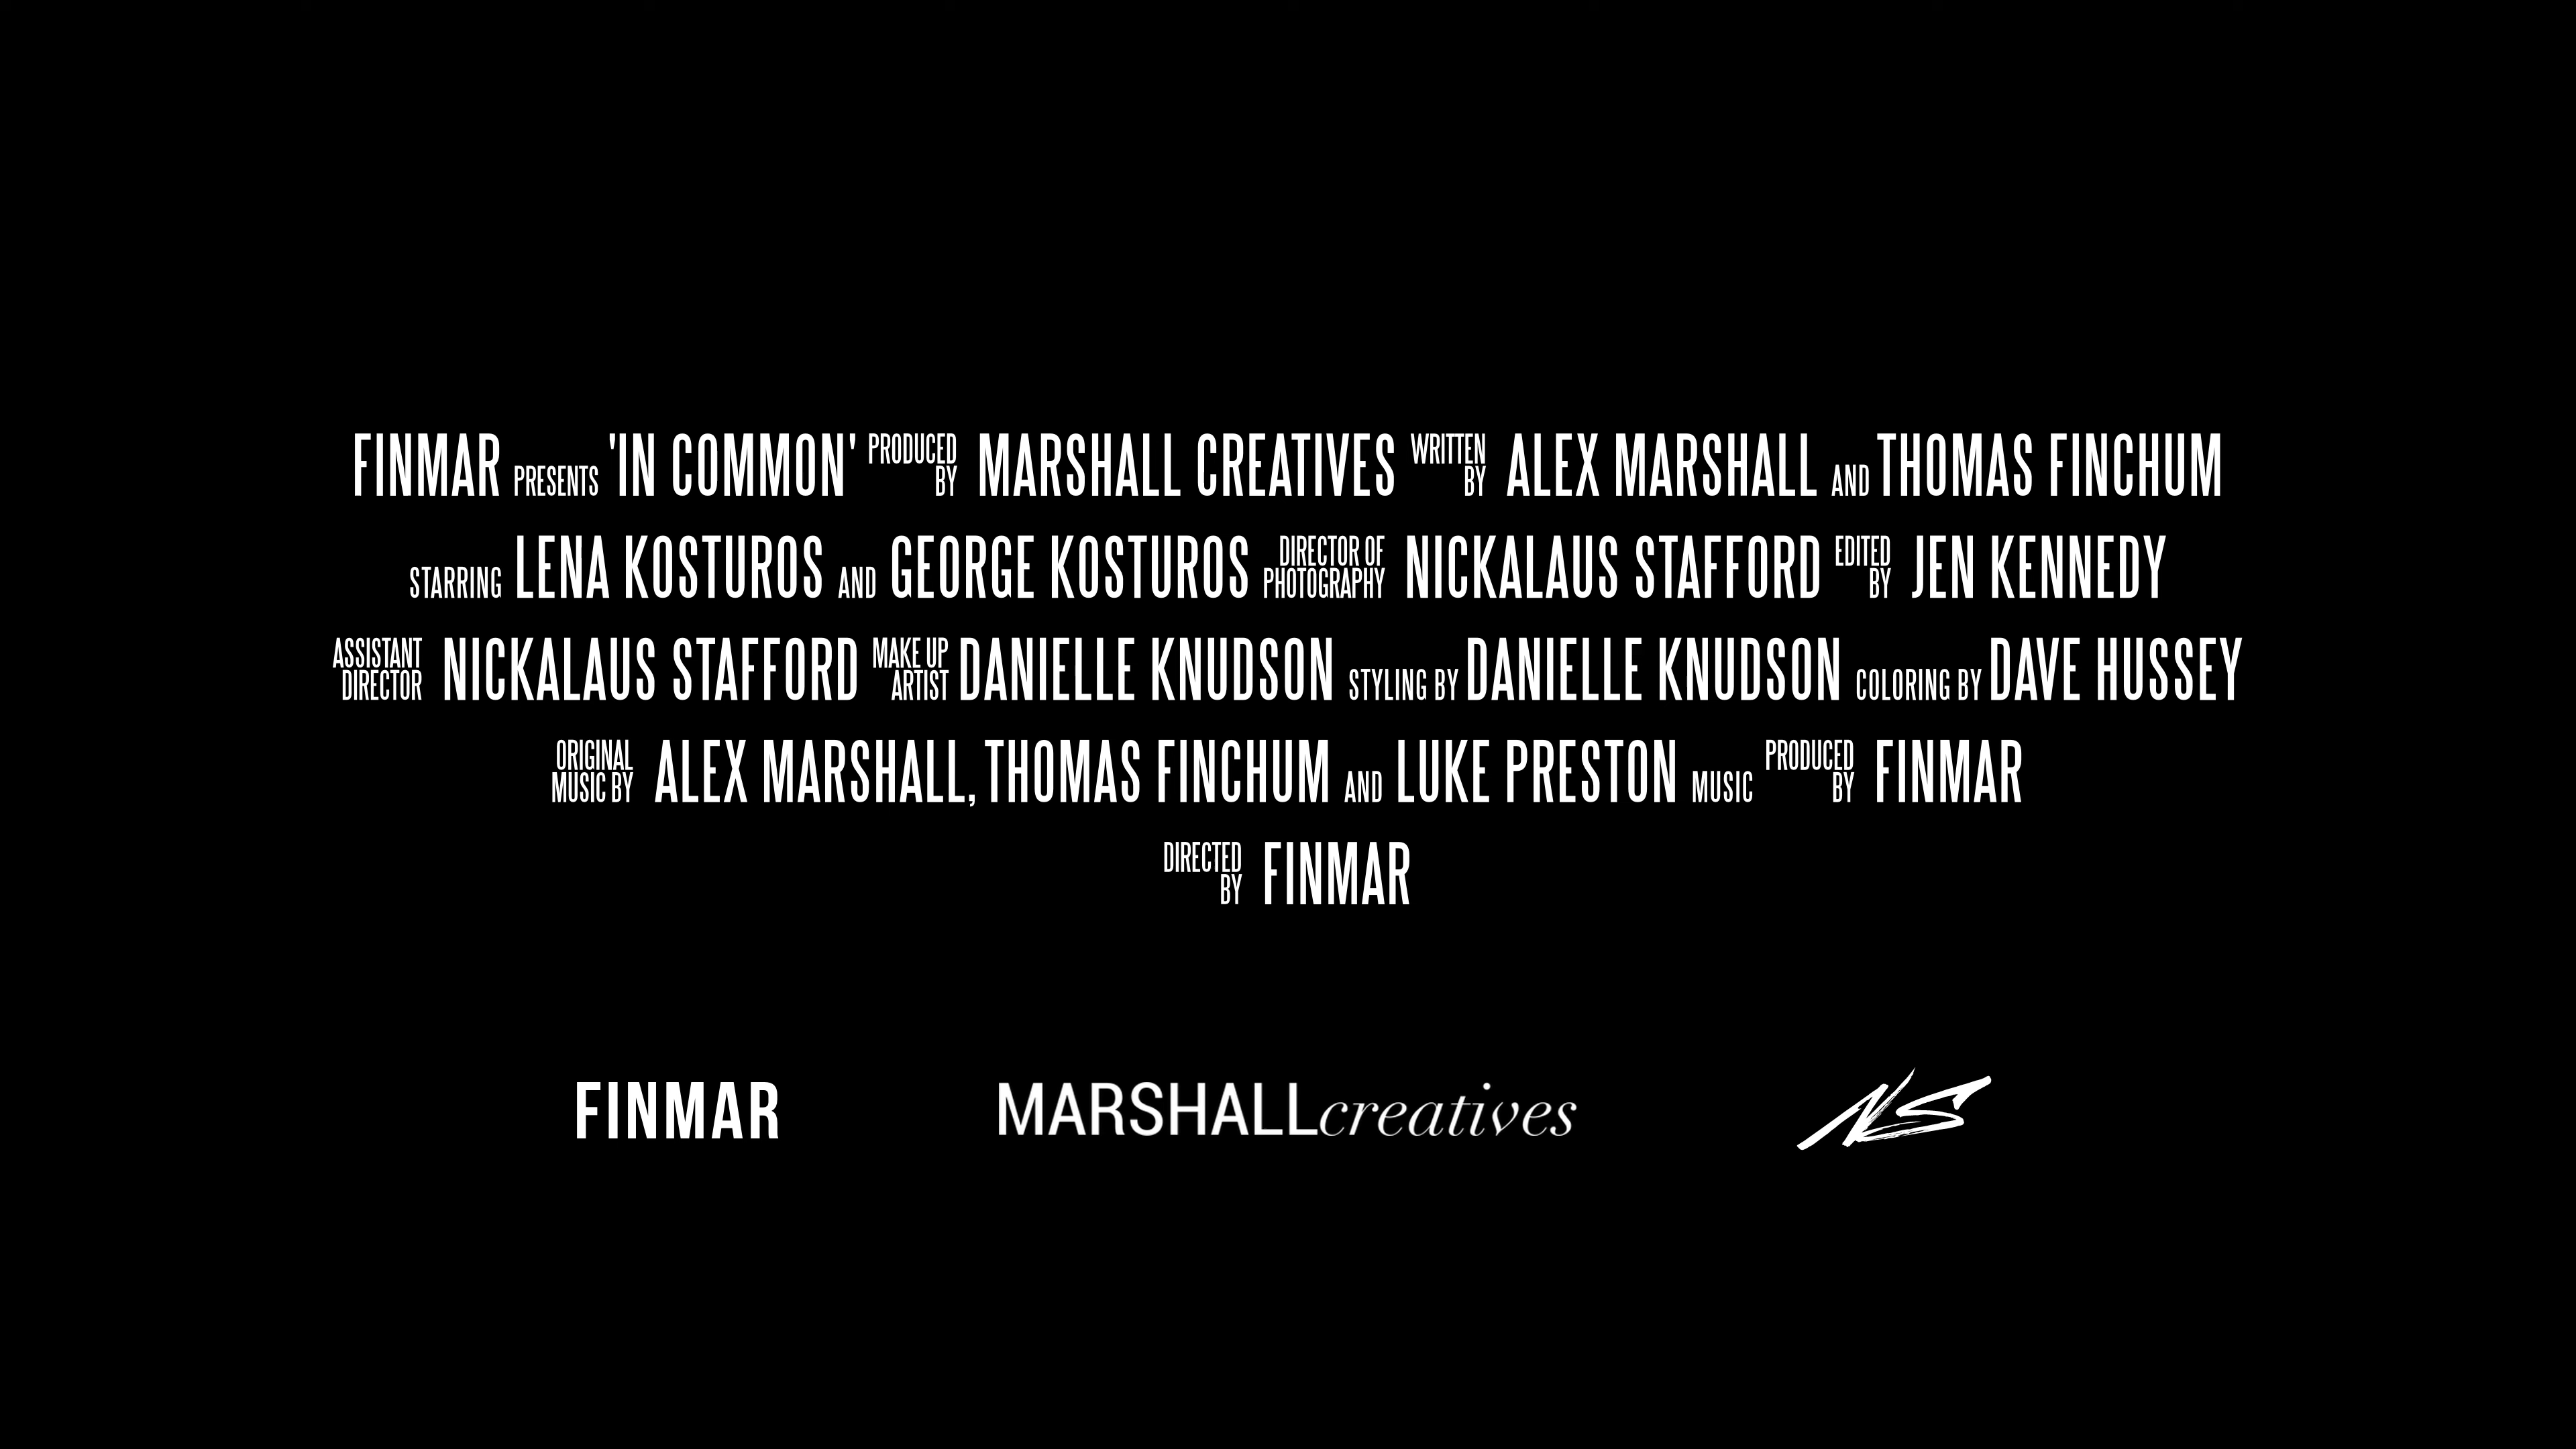 FINMAR PRESENTS 'IN COMMON' PRODUCED BY MARSHALL CREATIVES WRITTEN BY ALEX MARSHALL AND THOMAS FINCHUM
STARRING LENA KOSTUROS AND GEORGE KOSTUROS DIRECTOR OF PHOTOGRAPHY NICKALAUS STAFFORD EDITED BY JEN KENNEDY
ASSISTANT DIRECTOR NICKALAUS STAFFORD MAKE UP ARTIST DANIELLE KNUDSON STYLING BY DANIELLE KNUDSON COLORING BY DAVE HUSSEY
ORIGINAL MUSIC BY ALEX MARSHALL, THOMAS FINCHUM AND LUKE PRESTON MUSIC PRODUCED BY FINMAR
DIRECTED BY FINMAR
FINMAR MARSHALLcreatives NS